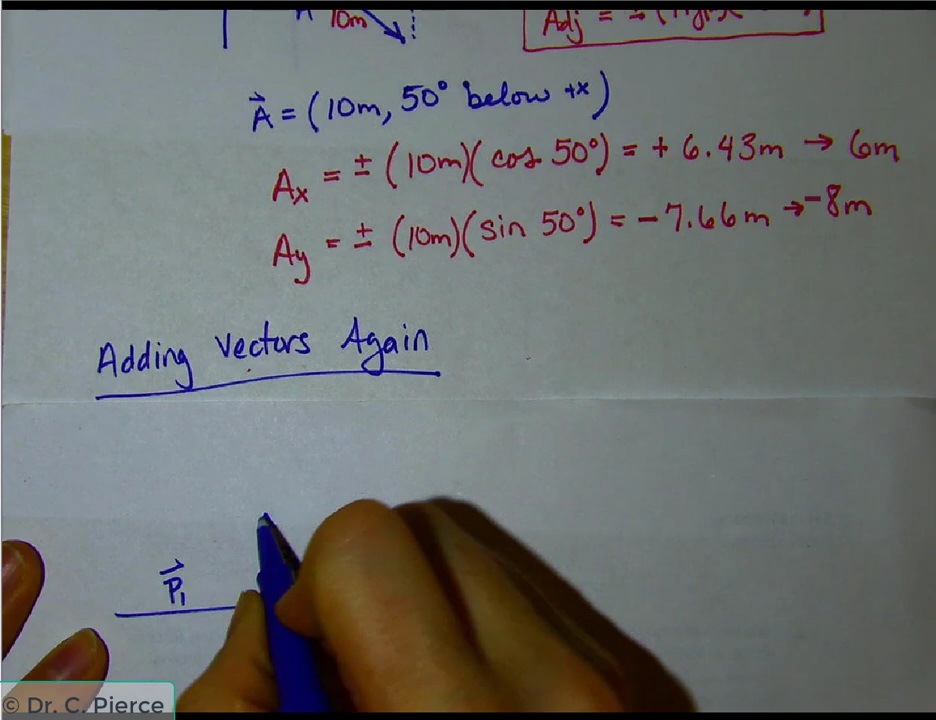 10m
Adj = ±
A⃗ = (10m, 50° below +x)
Ax = ± (10m)(cos 50°) = + 6.43m → 6m
Ay = ± (10m)(sin 50°) = - 7.66m → -8m
Adding Vectors Again
P⃗1
© Dr. C. Pierce